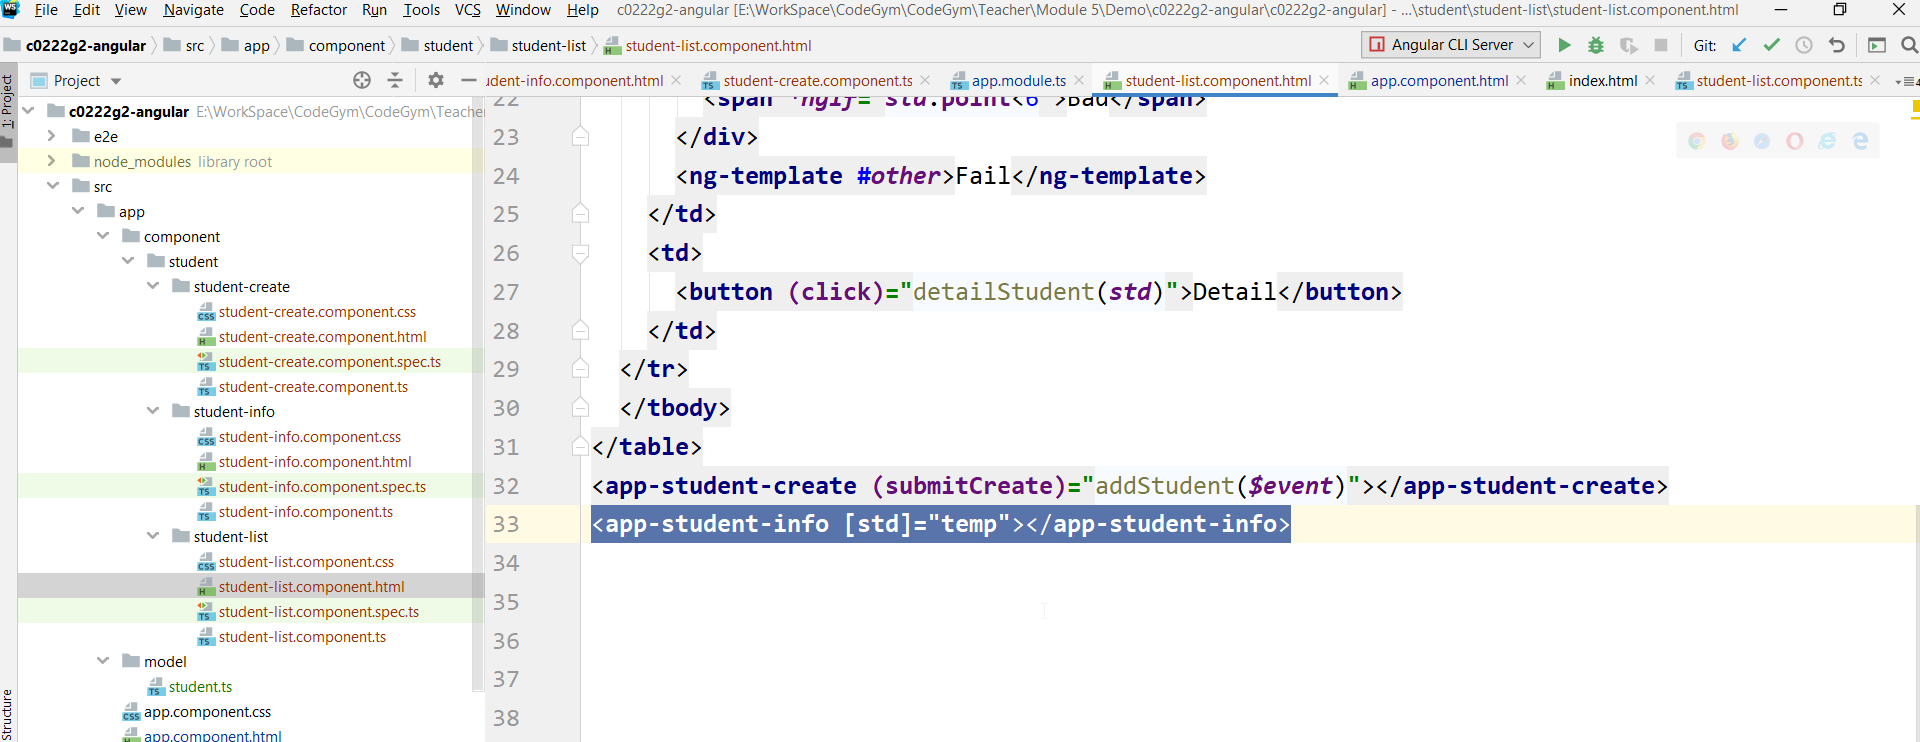 WS File Edit View Navigate Code Refactor Run Tools VCS Window Help c0222g2-angular [E:\WorkSpace\CodeGym\CodeGym\Teacher\Module 5\Demo\c0222g2-angular\c0222g2-angular] - ...\student\student-list\student-list.component.html
c0222g2-angular src app component student student-list student-list.component.html Angular CLI Server Git:
Project udent-info.component.html student-create.component.ts app.module.ts student-list.component.html app.component.html index.html student-list.component.ts
1: Project
Structure
c0222g2-angular E:\WorkSpace\CodeGym\CodeGym\Teache
e2e
node_modules library root
src
app
component
student
student-create
student-create.component.css
student-create.component.html
student-create.component.spec.ts
student-create.component.ts
student-info
student-info.component.css
student-info.component.html
student-info.component.spec.ts
student-info.component.ts
student-list
student-list.component.css
student-list.component.html
student-list.component.spec.ts
student-list.component.ts
model
student.ts
app.component.css
app.component.html
22 <span *ngIf="std.point<6">Bad</span>
23 </div>
24 <ng-template #other>Fail</ng-template>
25 </td>
26 <td>
27 <button (click)="detailStudent(std)">Detail</button>
28 </td>
29 </tr>
30 </tbody>
31 </table>
32 <app-student-create (submitCreate)="addStudent($event)"></app-student-create>
33 <app-student-info [std]="temp"></app-student-info>
34
35
36
37
38